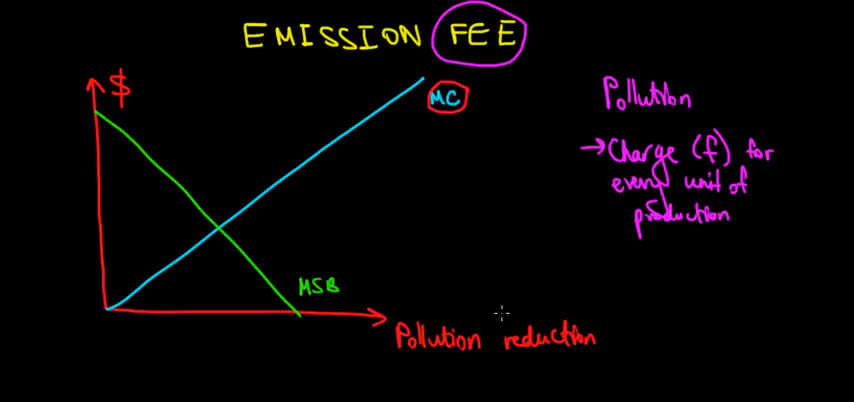 EMISSION FEE
$
MC
MSB
Pollution reduction
Pollution
→ Charge (f) for
every unit of
production